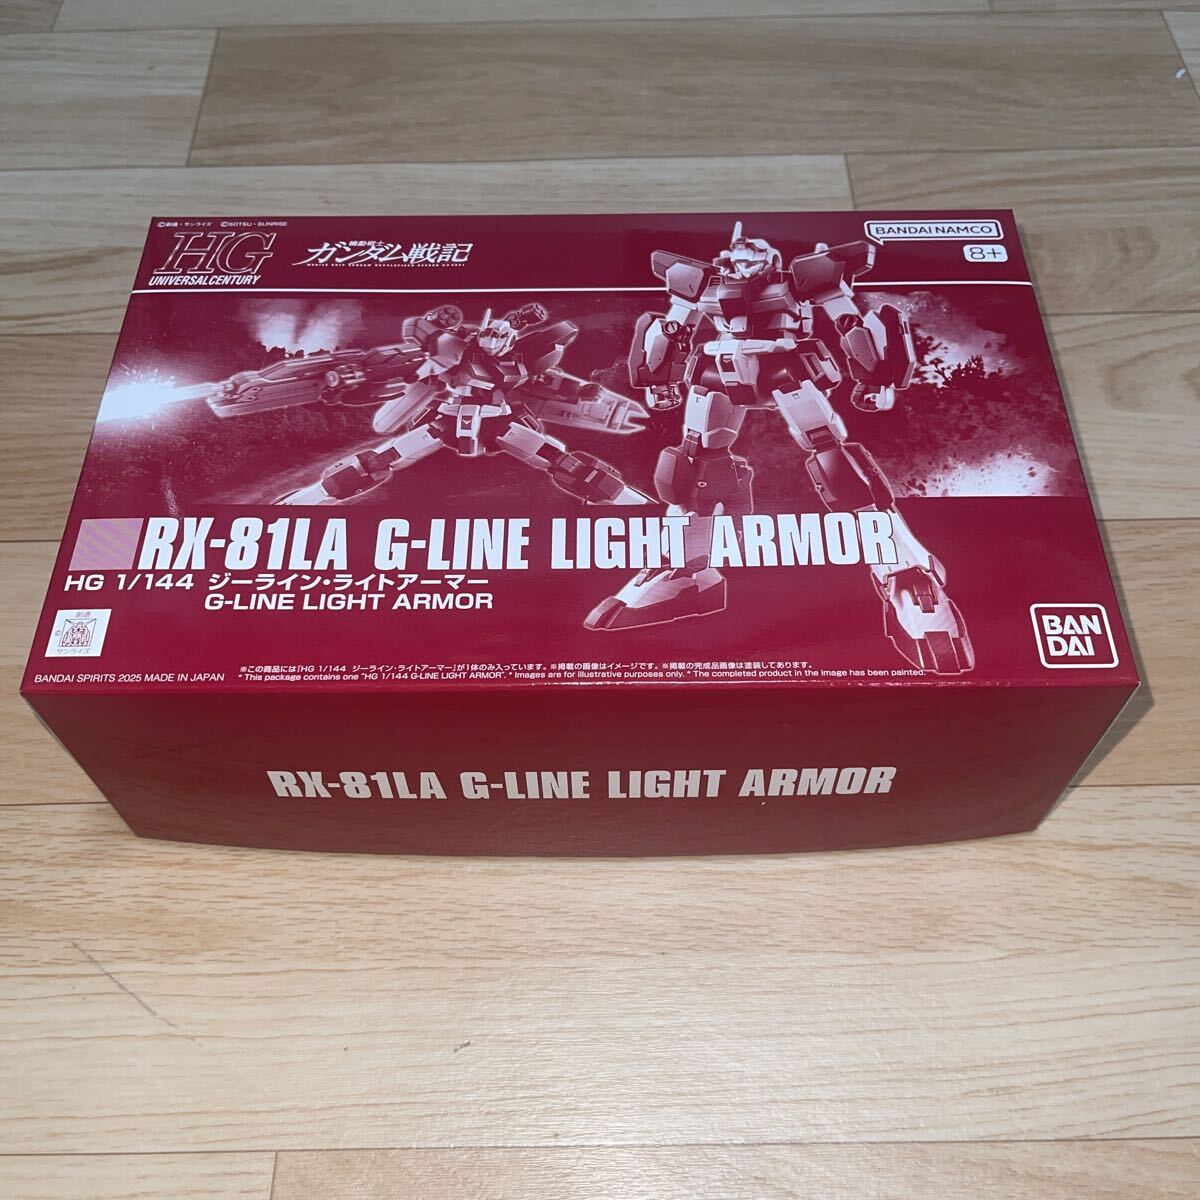 ©創通・サンライズ ©SOTSU・SUNRISE
HG
UNIVERSAL CENTURY
機動戦士
ガンダム戦記
BANDAI NAMCO
8+
RX-81LA G-LINE LIGHT ARMOR
HG 1/144 ジーライン・ライトアーマー
G-LINE LIGHT ARMOR
創通
©
サンライズ
BAN
DAI
※この商品には「HG 1/144 ジーライン・ライトアーマー」が1体のみ入っています。※掲載の画像はイメージです。※掲載の完成品画像は塗装してあります。
BANDAI SPIRITS 2025 MADE IN JAPAN
* This package contains one "HG 1/144 G-LINE LIGHT ARMOR". * Images are for illustrative purposes only. * The completed product in the image has been painted.
RX-81LA G-LINE LIGHT ARMOR